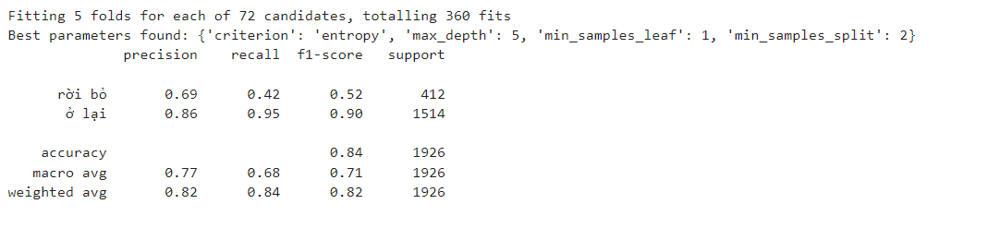 Fitting 5 folds for each of 72 candidates, totalling 360 fits
Best parameters found: {'criterion': 'entropy', 'max_depth': 5, 'min_samples_leaf': 1, 'min_samples_split': 2}
precision recall f1-score support
rời bỏ 0.69 0.42 0.52 412
ở lại 0.86 0.95 0.90 1514
accuracy 0.84 1926
macro avg 0.77 0.68 0.71 1926
weighted avg 0.82 0.84 0.82 1926